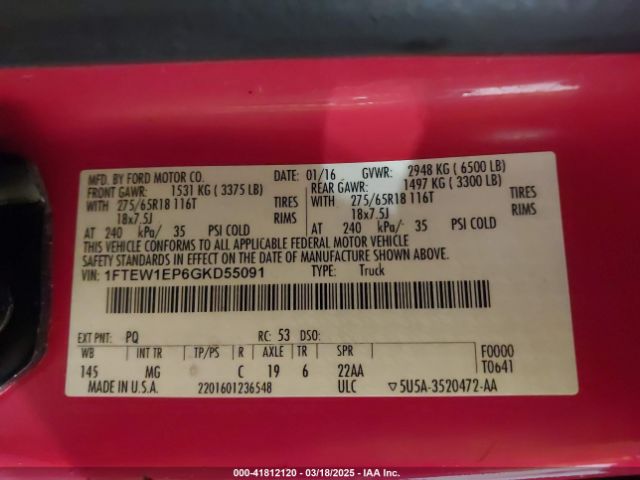 MFD. BY FORD MOTOR CO. DATE: 01/16 GVWR: 2948 KG ( 6500 LB)
FRONT GAWR: 1531 KG ( 3375 LB) REAR GAWR: 1497 KG ( 3300 LB)
WITH 275/65R18 116T TIRES WITH 275/65R18 116T TIRES
18x7.5J RIMS 18x7.5J RIMS
AT 240 kPa/ 35 PSI COLD AT 240 kPa/ 35 PSI COLD
THIS VEHICLE CONFORMS TO ALL APPLICABLE FEDERAL MOTOR VEHICLE
SAFETY STANDARDS IN EFFECT ON THE DATE OF MANUFACTURE SHOWN ABOVE.
VIN: 1FTEW1EP6GKD55091 TYPE: Truck
EXT PNT: PQ RC: 53 DSO:
WB INT TR TP/PS R AXLE TR SPR F0000
145 MG C 19 6 22AA T0641
MADE IN U.S.A. 2201601236548 ULC ▽5U5A-3520472-AA
000-41812120 — 03/18/2025 — IAA Inc.